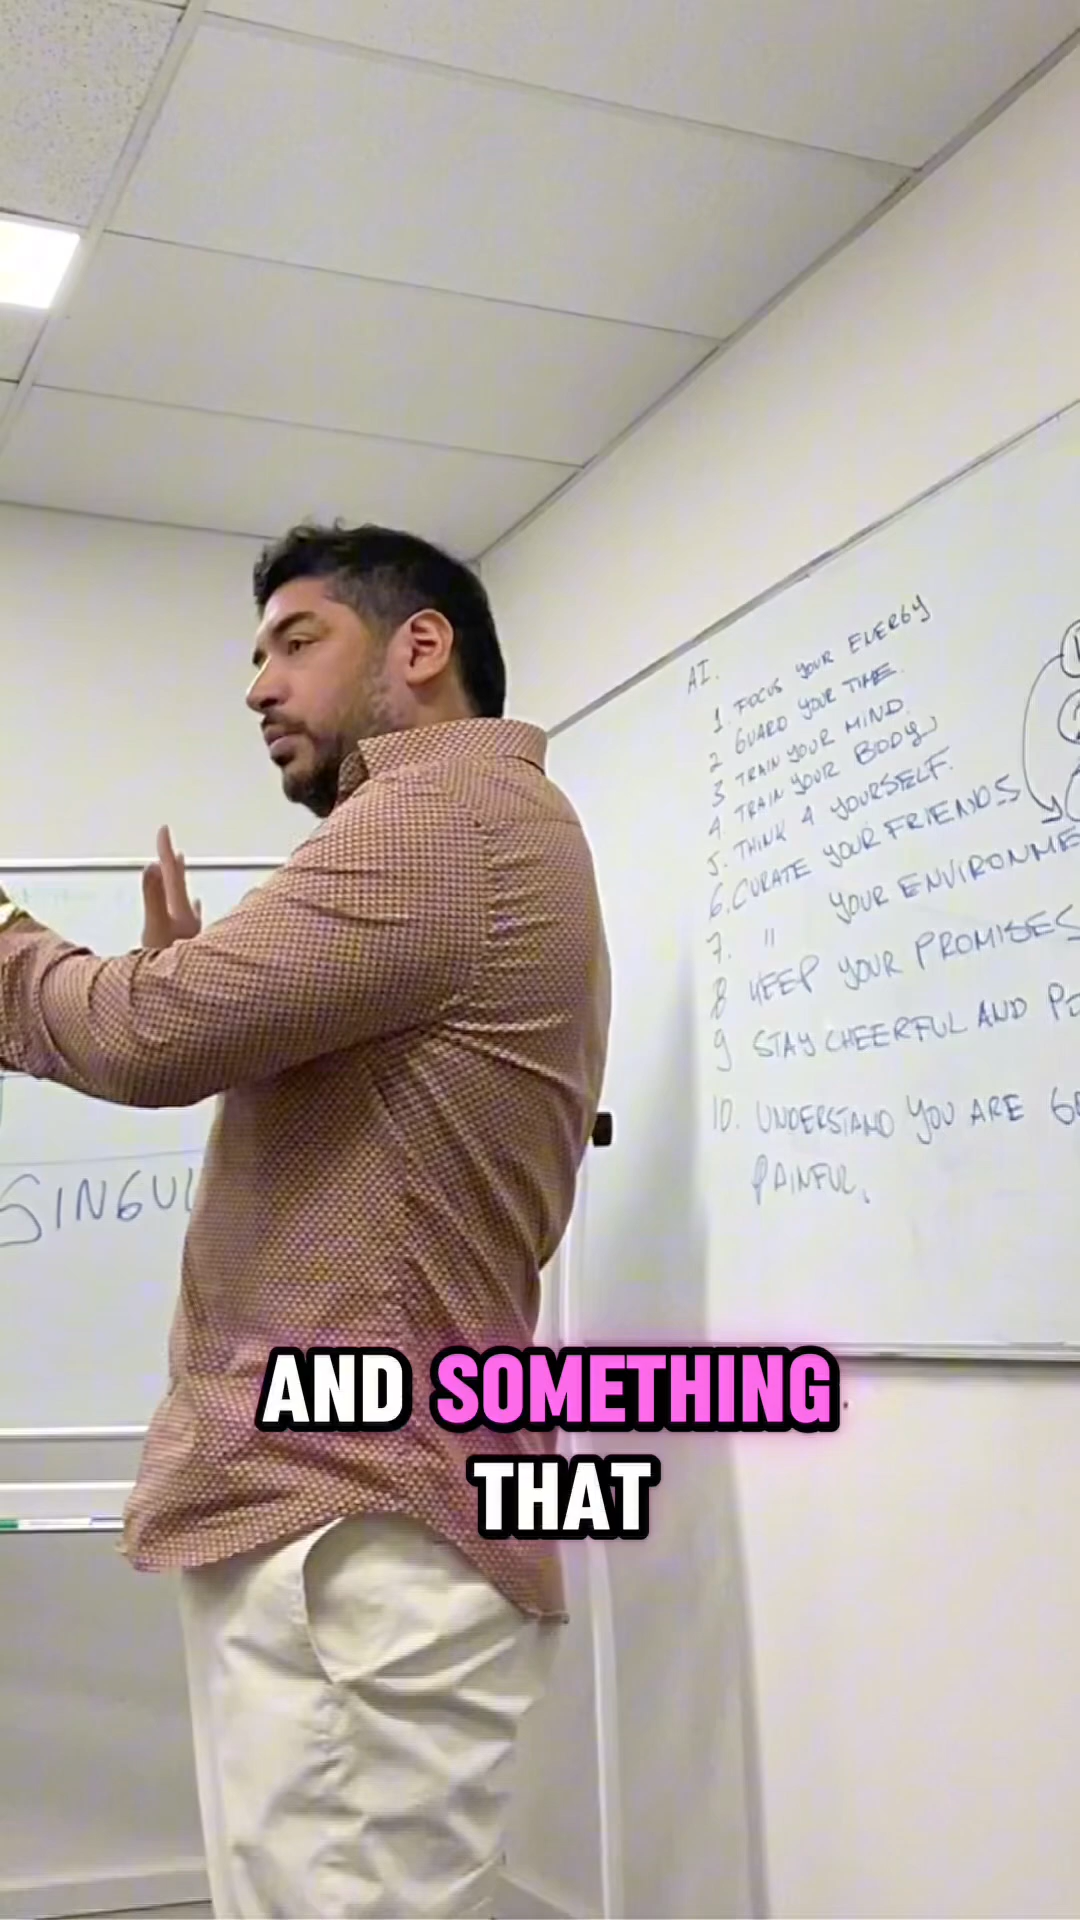 AI.
1. FOCUS YOUR ENERGY
2 GUARD YOUR TIME.
3 TRAIN YOUR MIND.
4. TRAIN YOUR BODY
5. THINK 4 YOURSELF.
6. CURATE YOUR FRIENDS
7. " YOUR ENVIRONME
8 KEEP YOUR PROMISES
9 STAY CHEERFUL AND PO
10. UNDERSTAND YOU ARE
PAINFUL.
SINGUL
AND SOMETHING
THAT